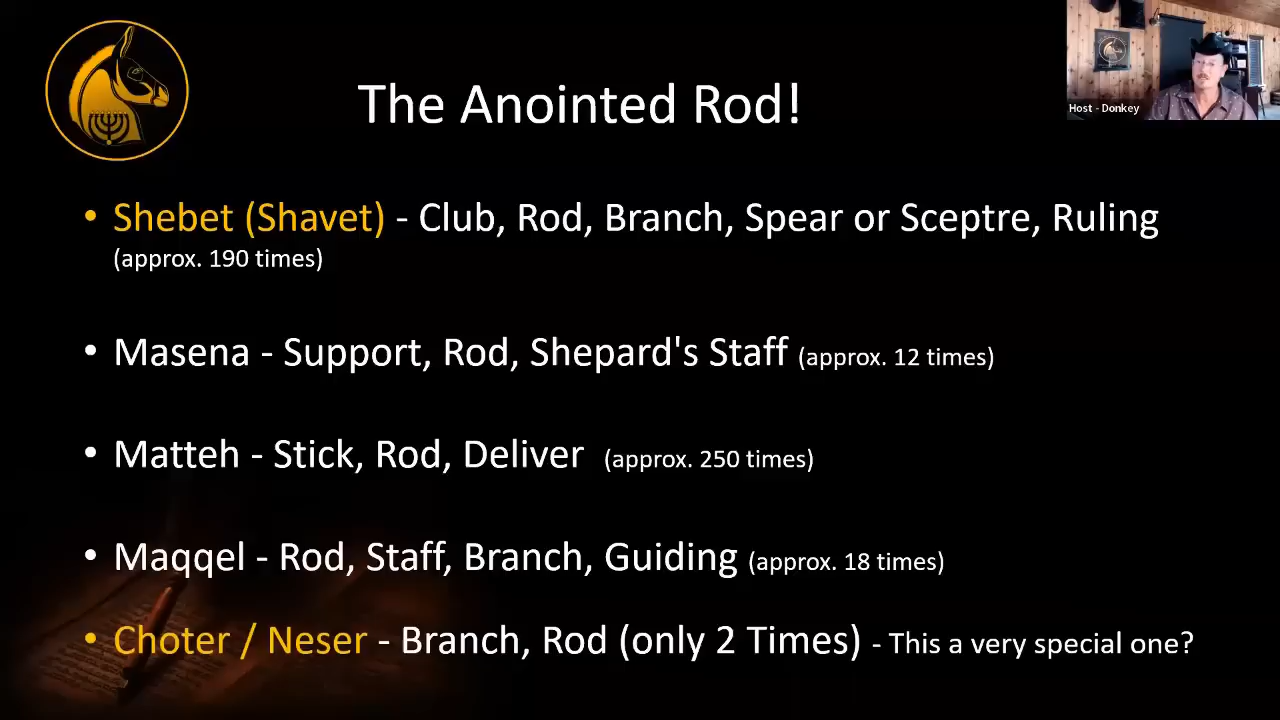 The Anointed Rod!
Host - Donkey
• Shebet (Shavet) - Club, Rod, Branch, Spear or Sceptre, Ruling
(approx. 190 times)
• Masena - Support, Rod, Shepard's Staff (approx. 12 times)
• Matteh - Stick, Rod, Deliver (approx. 250 times)
• Maqqel - Rod, Staff, Branch, Guiding (approx. 18 times)
• Choter / Neser - Branch, Rod (only 2 Times) - This a very special one?